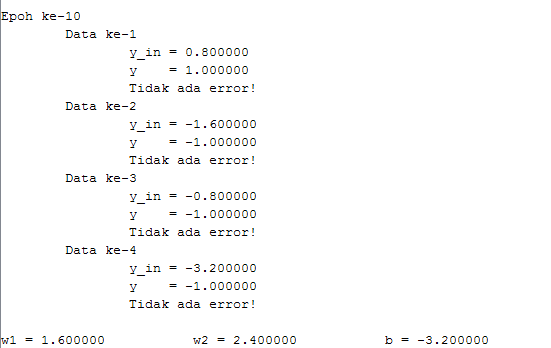 Epoh ke-10
Data ke-1
y_in = 0.800000
y    = 1.000000
Tidak ada error!
Data ke-2
y_in = -1.600000
y    = -1.000000
Tidak ada error!
Data ke-3
y_in = -0.800000
y    = -1.000000
Tidak ada error!
Data ke-4
y_in = -3.200000
y    = -1.000000
Tidak ada error!
w1 = 1.600000           w2 = 2.400000           b = -3.200000